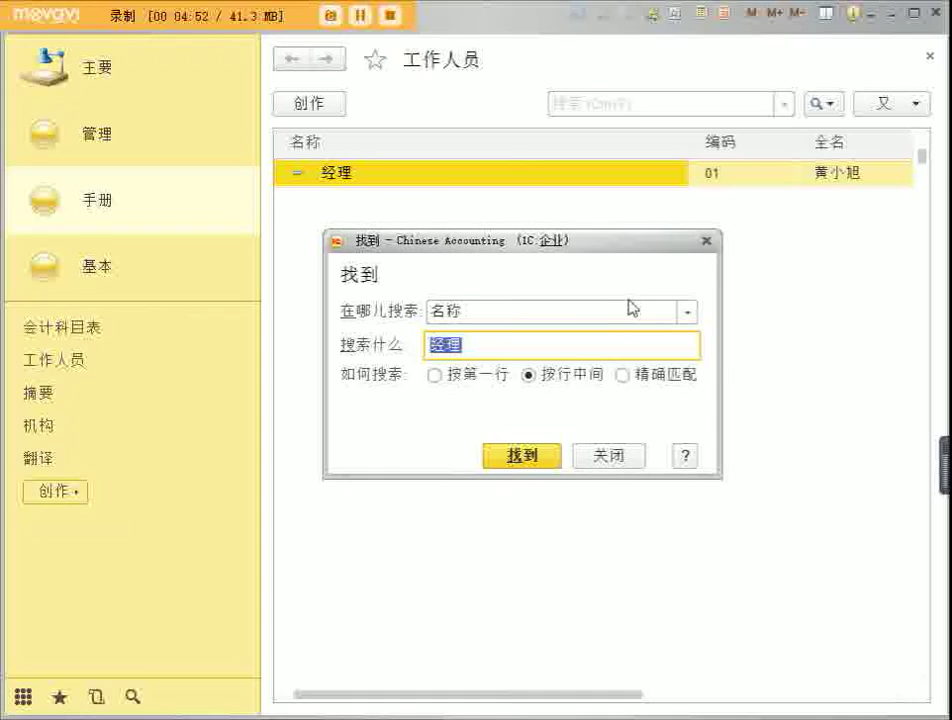 movavi 录制 [00 04:52 / 41.3 MB]
M M+ M-
主要
管理
手册
基本
会计科目表
工作人员
摘要
机构
翻译
创作
工作人员
创作
搜索 (Ctrl+F)
又
名称 编码 全名
经理 01 黄小旭
找到 - Chinese Accounting (1C:企业)
找到
在哪儿搜索: 名称
搜索什么 经理
如何搜索: 按第一行 按行中间 精确匹配
找到 关闭 ?